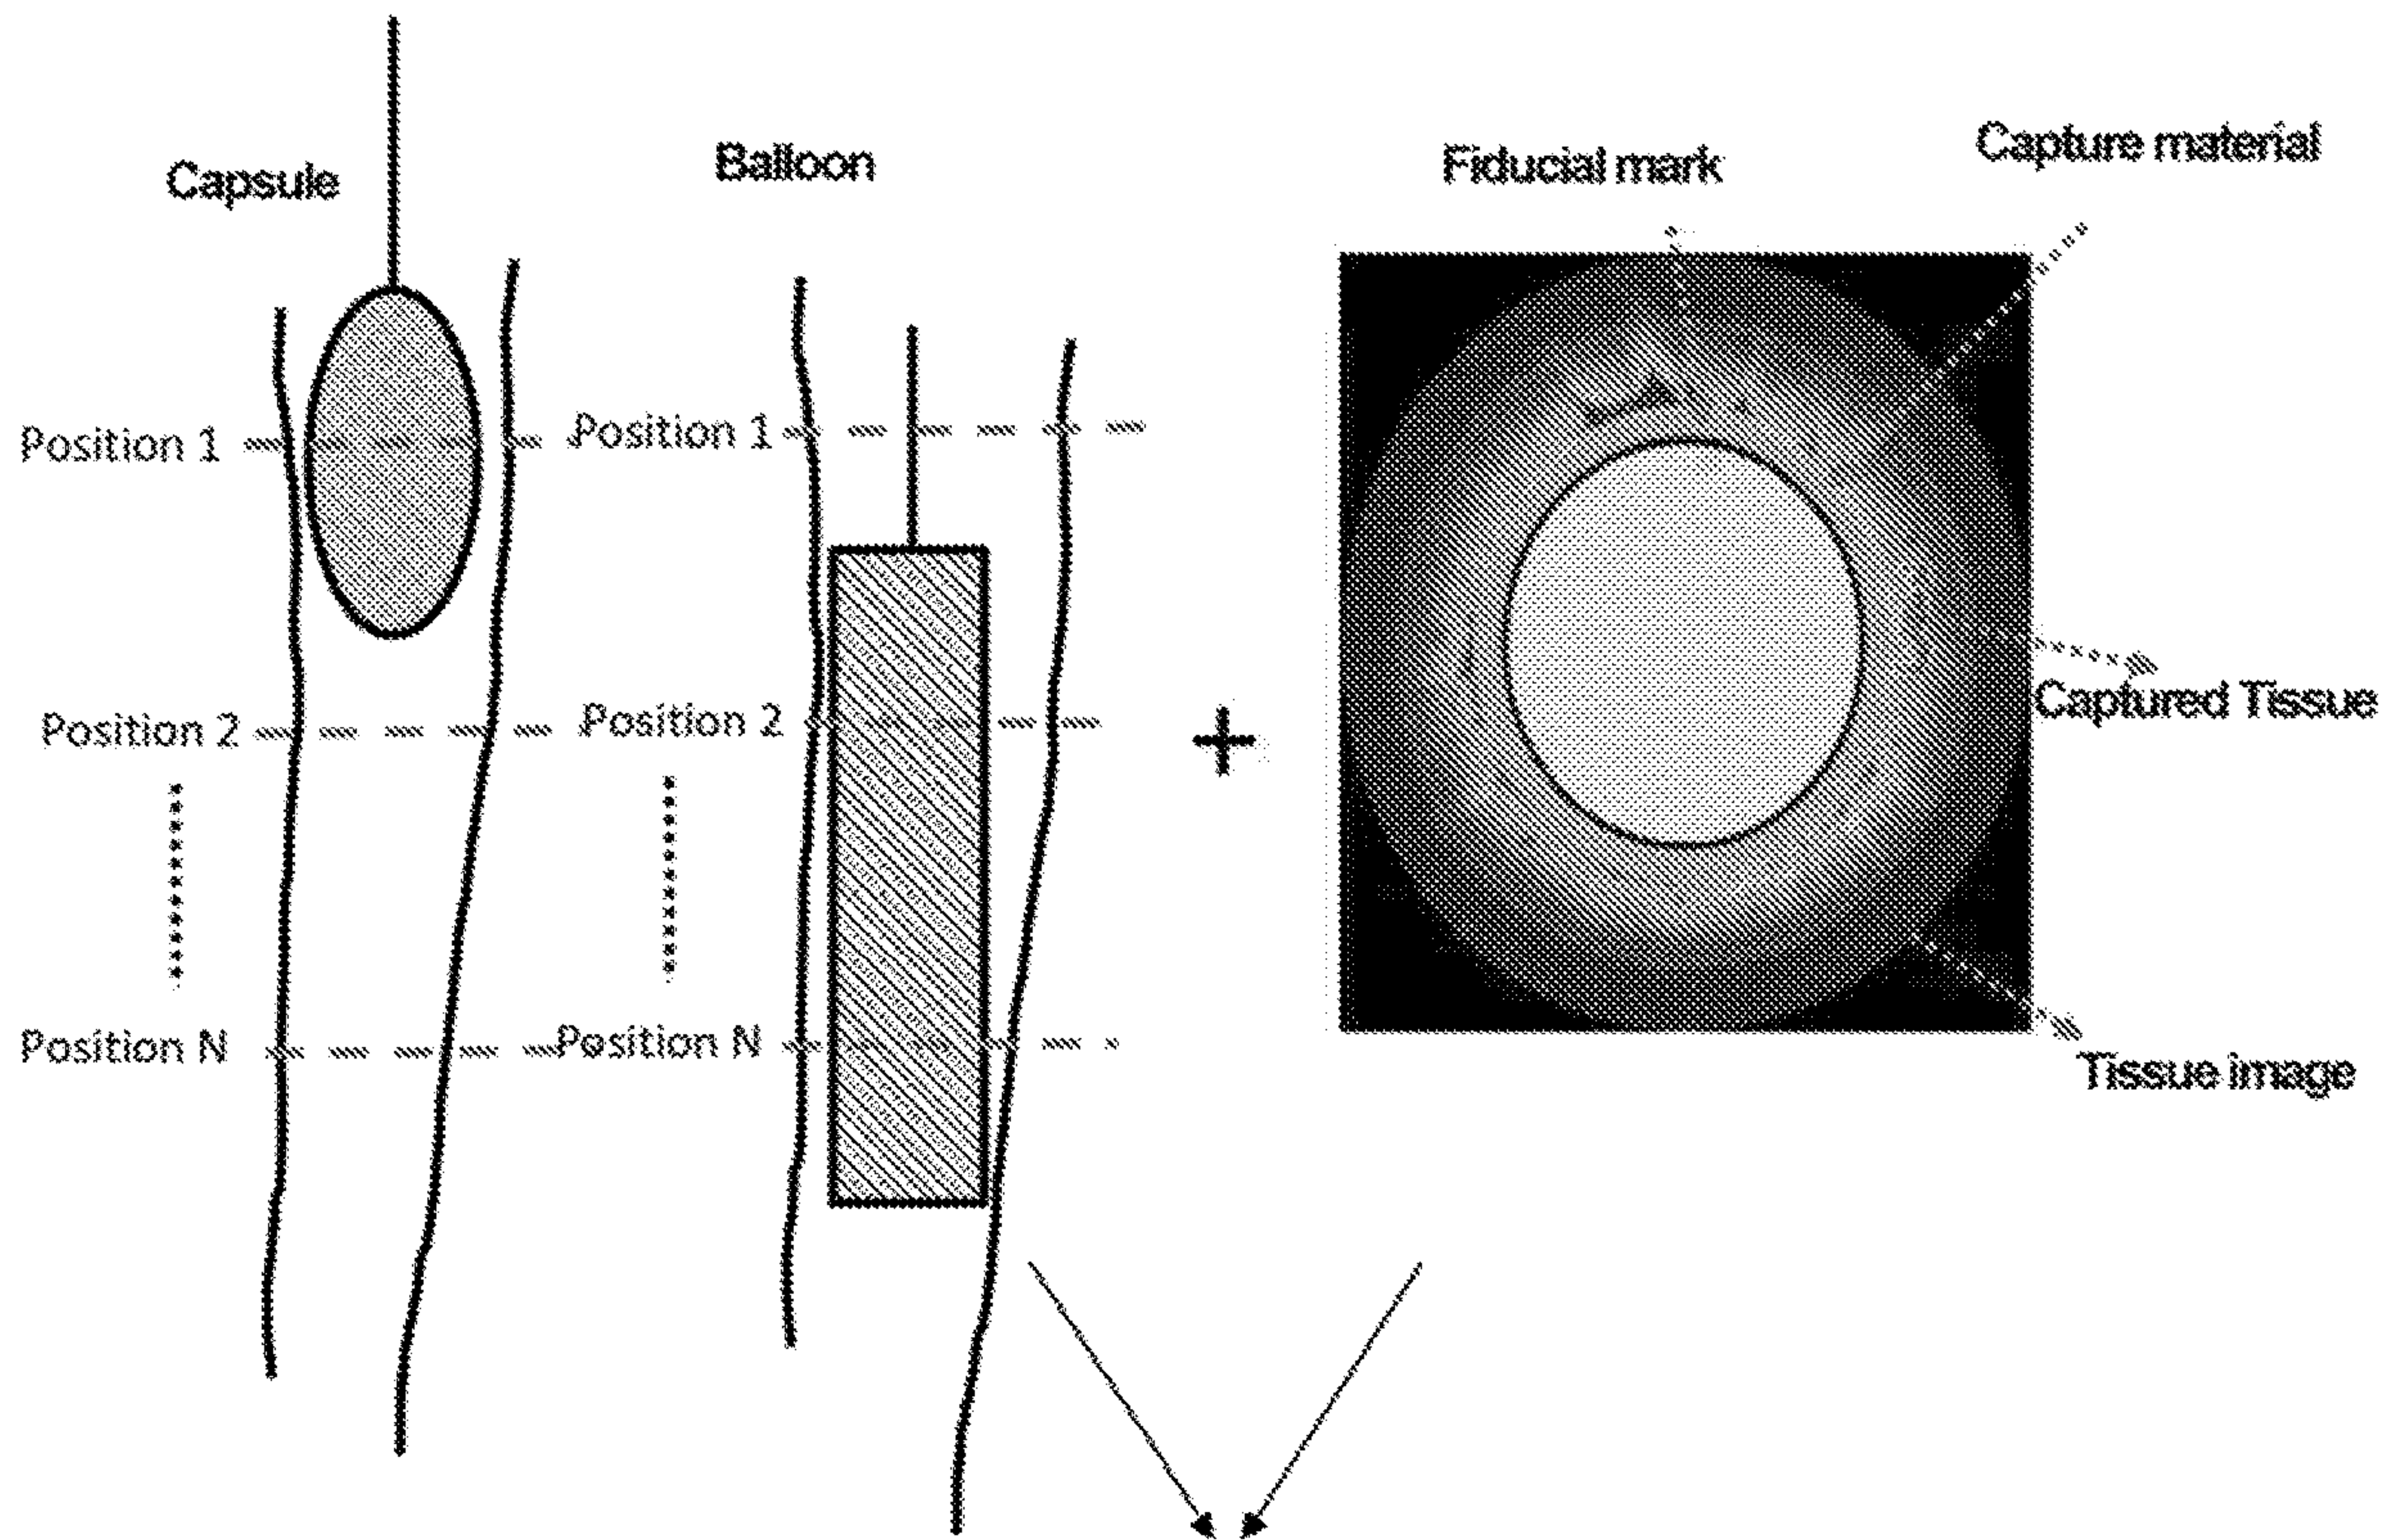 Capsule
Balloon
Fiducial mark
Capture material
Position 1
Position 1
Position 2
Position 2
+
Captured Tissue
Position N
Position N
Tissue image